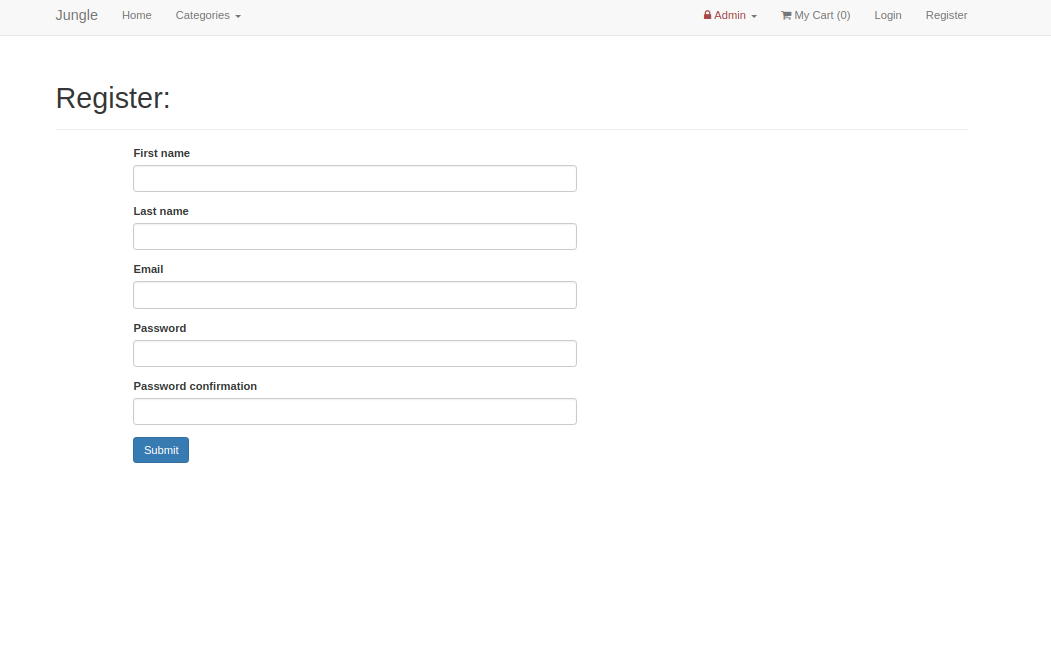 Jungle Home Categories Admin My Cart (0) Login Register
Register:
First name
Last name
Email
Password
Password confirmation
Submit